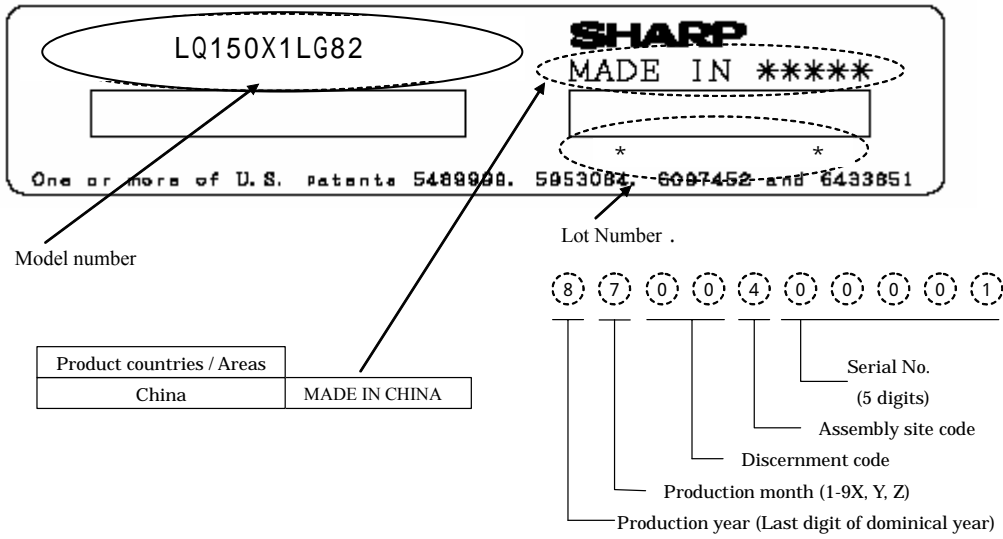 LQ150X1LG82
SHARP
MADE IN *****
* *
One or more of U.S. Patents 5489999. 5953084. 6097452 and 6433851
Model number
Lot Number .
8 7 0 0 4 0 0 0 0 1
Product countries / Areas
China MADE IN CHINA
Serial No.
(5 digits)
Assembly site code
Discernment code
Production month (1-9X, Y, Z)
Production year (Last digit of dominical year)